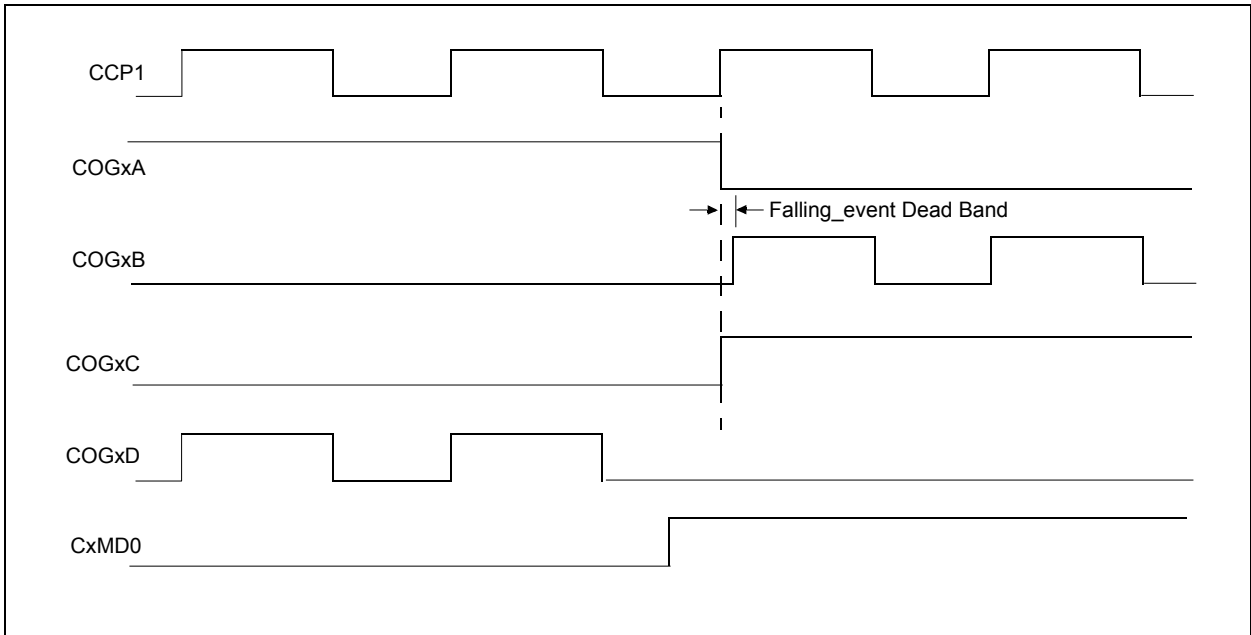 CCP1
COGxA
Falling_event Dead Band
COGxB
COGxC
COGxD
CxMD0